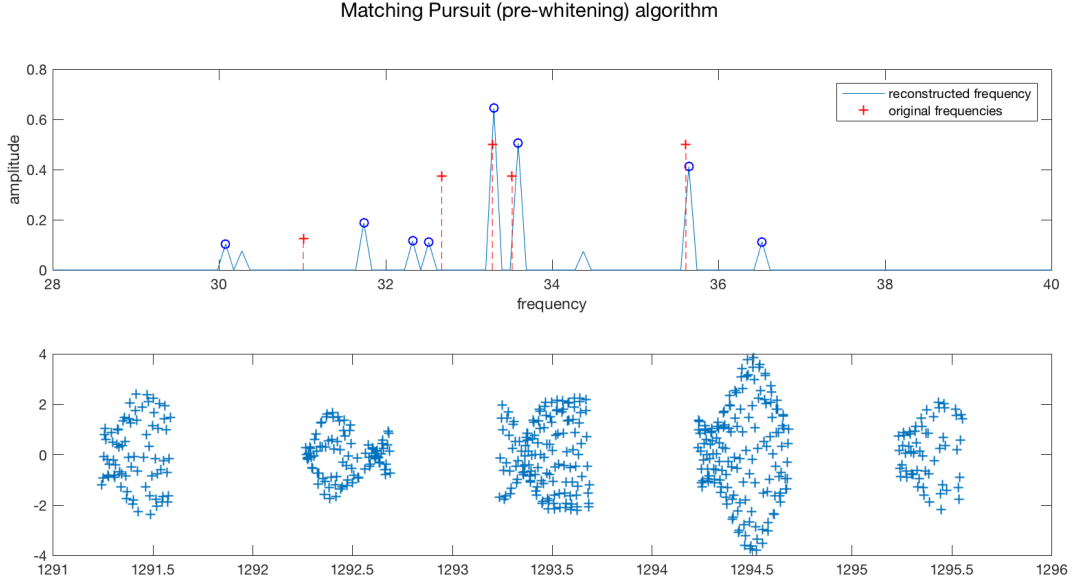 Matching Pursuit (pre-whitening) algorithm
0.8
0.6
0.4
0.2
0
amplitude
reconstructed frequency
original frequencies
28 30 32 34 36 38 40
frequency
4
2
0
-2
-4
1291 1291.5 1292 1292.5 1293 1293.5 1294 1294.5 1295 1295.5 1296